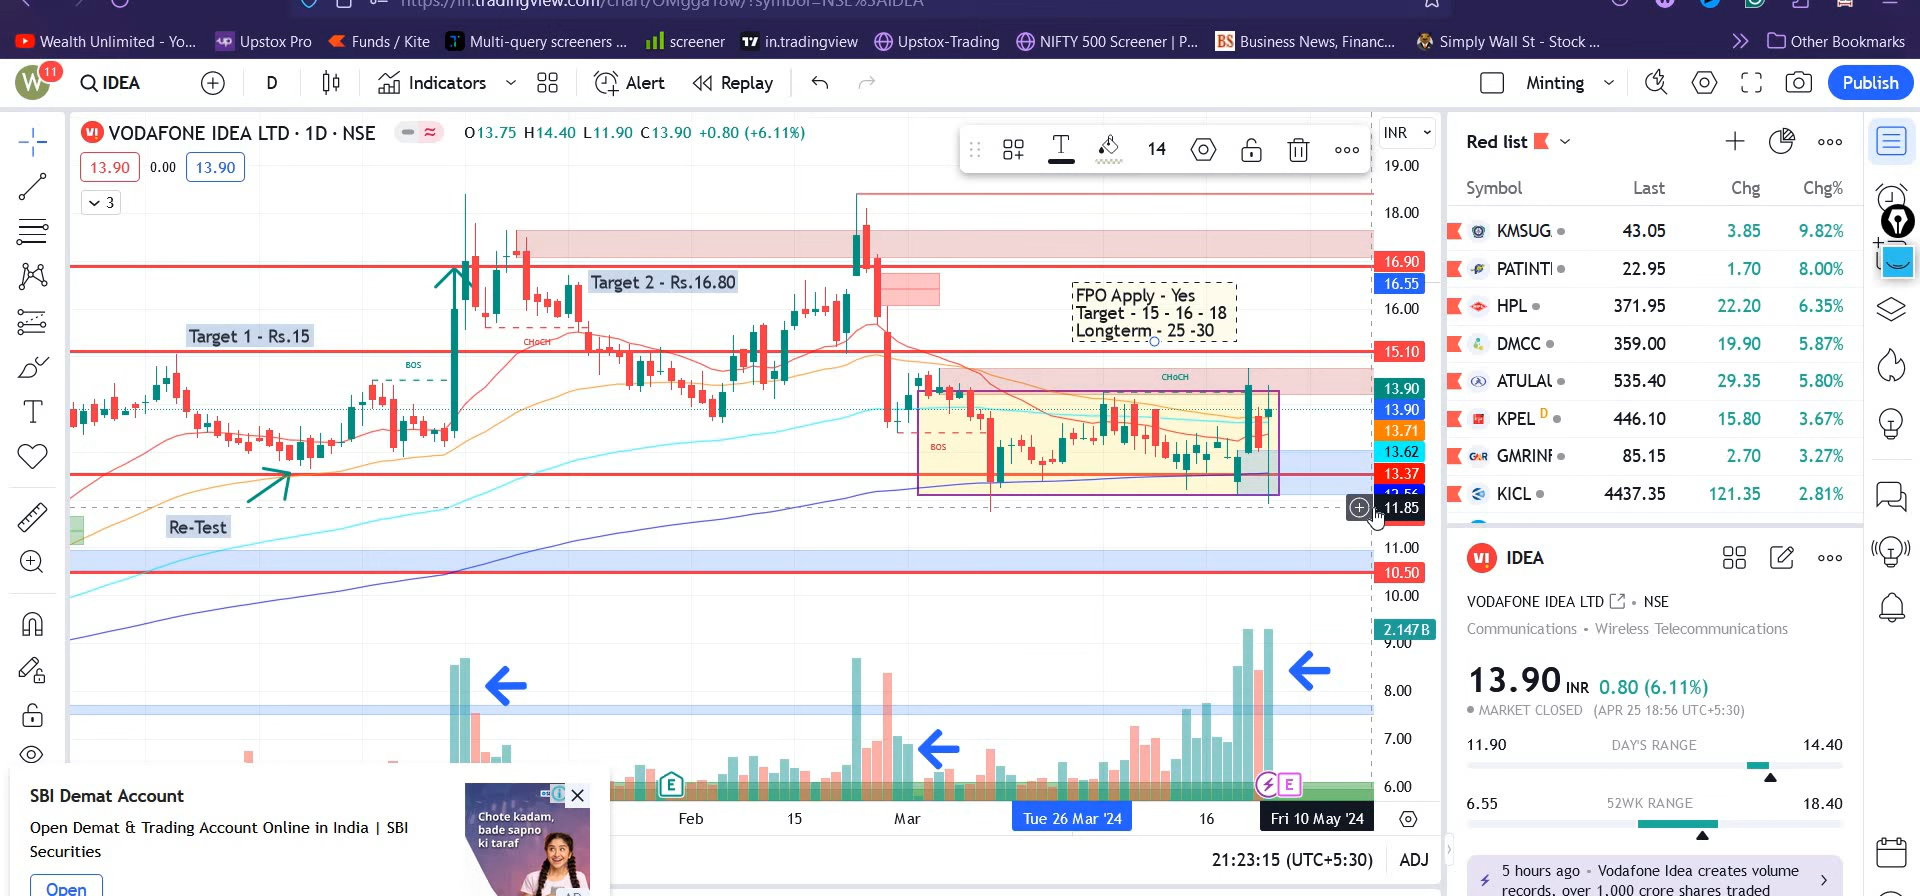 Wealth Unlimited - Yo...
Upstox Pro
Funds / Kite
Multi-query screeners ...
screener
in.tradingview
Upstox-Trading
NIFTY 500 Screener | P...
Business News, Financ...
Simply Wall St - Stock ...
Other Bookmarks
W
11
IDEA
D
Indicators
Alert
Replay
Minting
Publish
VODAFONE IDEA LTD · 1D · NSE
O13.75 H14.40 L11.90 C13.90 +0.80 (+6.11%)
14
INR
13.90
0.00
13.90
3
Target 1 - Rs.15
Target 2 - Rs.16.80
FPO Apply - Yes
Target - 15 - 16 - 18
Longterm - 25 -30
BOS
CHoCH
CHoCH
BOS
Re-Test
19.00
18.00
16.90
16.55
16.00
15.10
13.90
13.90
13.71
13.62
13.37
12.56
11.85
11.00
10.50
10.00
2.147B
9.00
8.00
7.00
6.00
E
E
Feb
15
Mar
Tue 26 Mar '24
16
Fri 10 May '24
21:23:15 (UTC+5:30)
ADJ
SBI Demat Account
Open Demat & Trading Account Online in India | SBI
Securities
Open
Chote kadam,
bade sapno
ki taraf
AD
Red list
Symbol Last Chg Chg%
KMSUG 43.05 3.85 9.82%
PATINTI 22.95 1.70 8.00%
HPL 371.95 22.20 6.35%
DMCC 359.00 19.90 5.87%
ATULAU 535.40 29.35 5.80%
KPEL D 446.10 15.80 3.67%
GMRINF 85.15 2.70 3.27%
KICL 4437.35 121.35 2.81%
IDEA
VODAFONE IDEA LTD • NSE
Communications • Wireless Telecommunications
13.90 INR 0.80 (6.11%)
MARKET CLOSED (APR 25 18:56 UTC+5:30)
11.90 DAY'S RANGE 14.40
6.55 52WK RANGE 18.40
5 hours ago • Vodafone Idea creates volume
records, over 1,000 crore shares traded